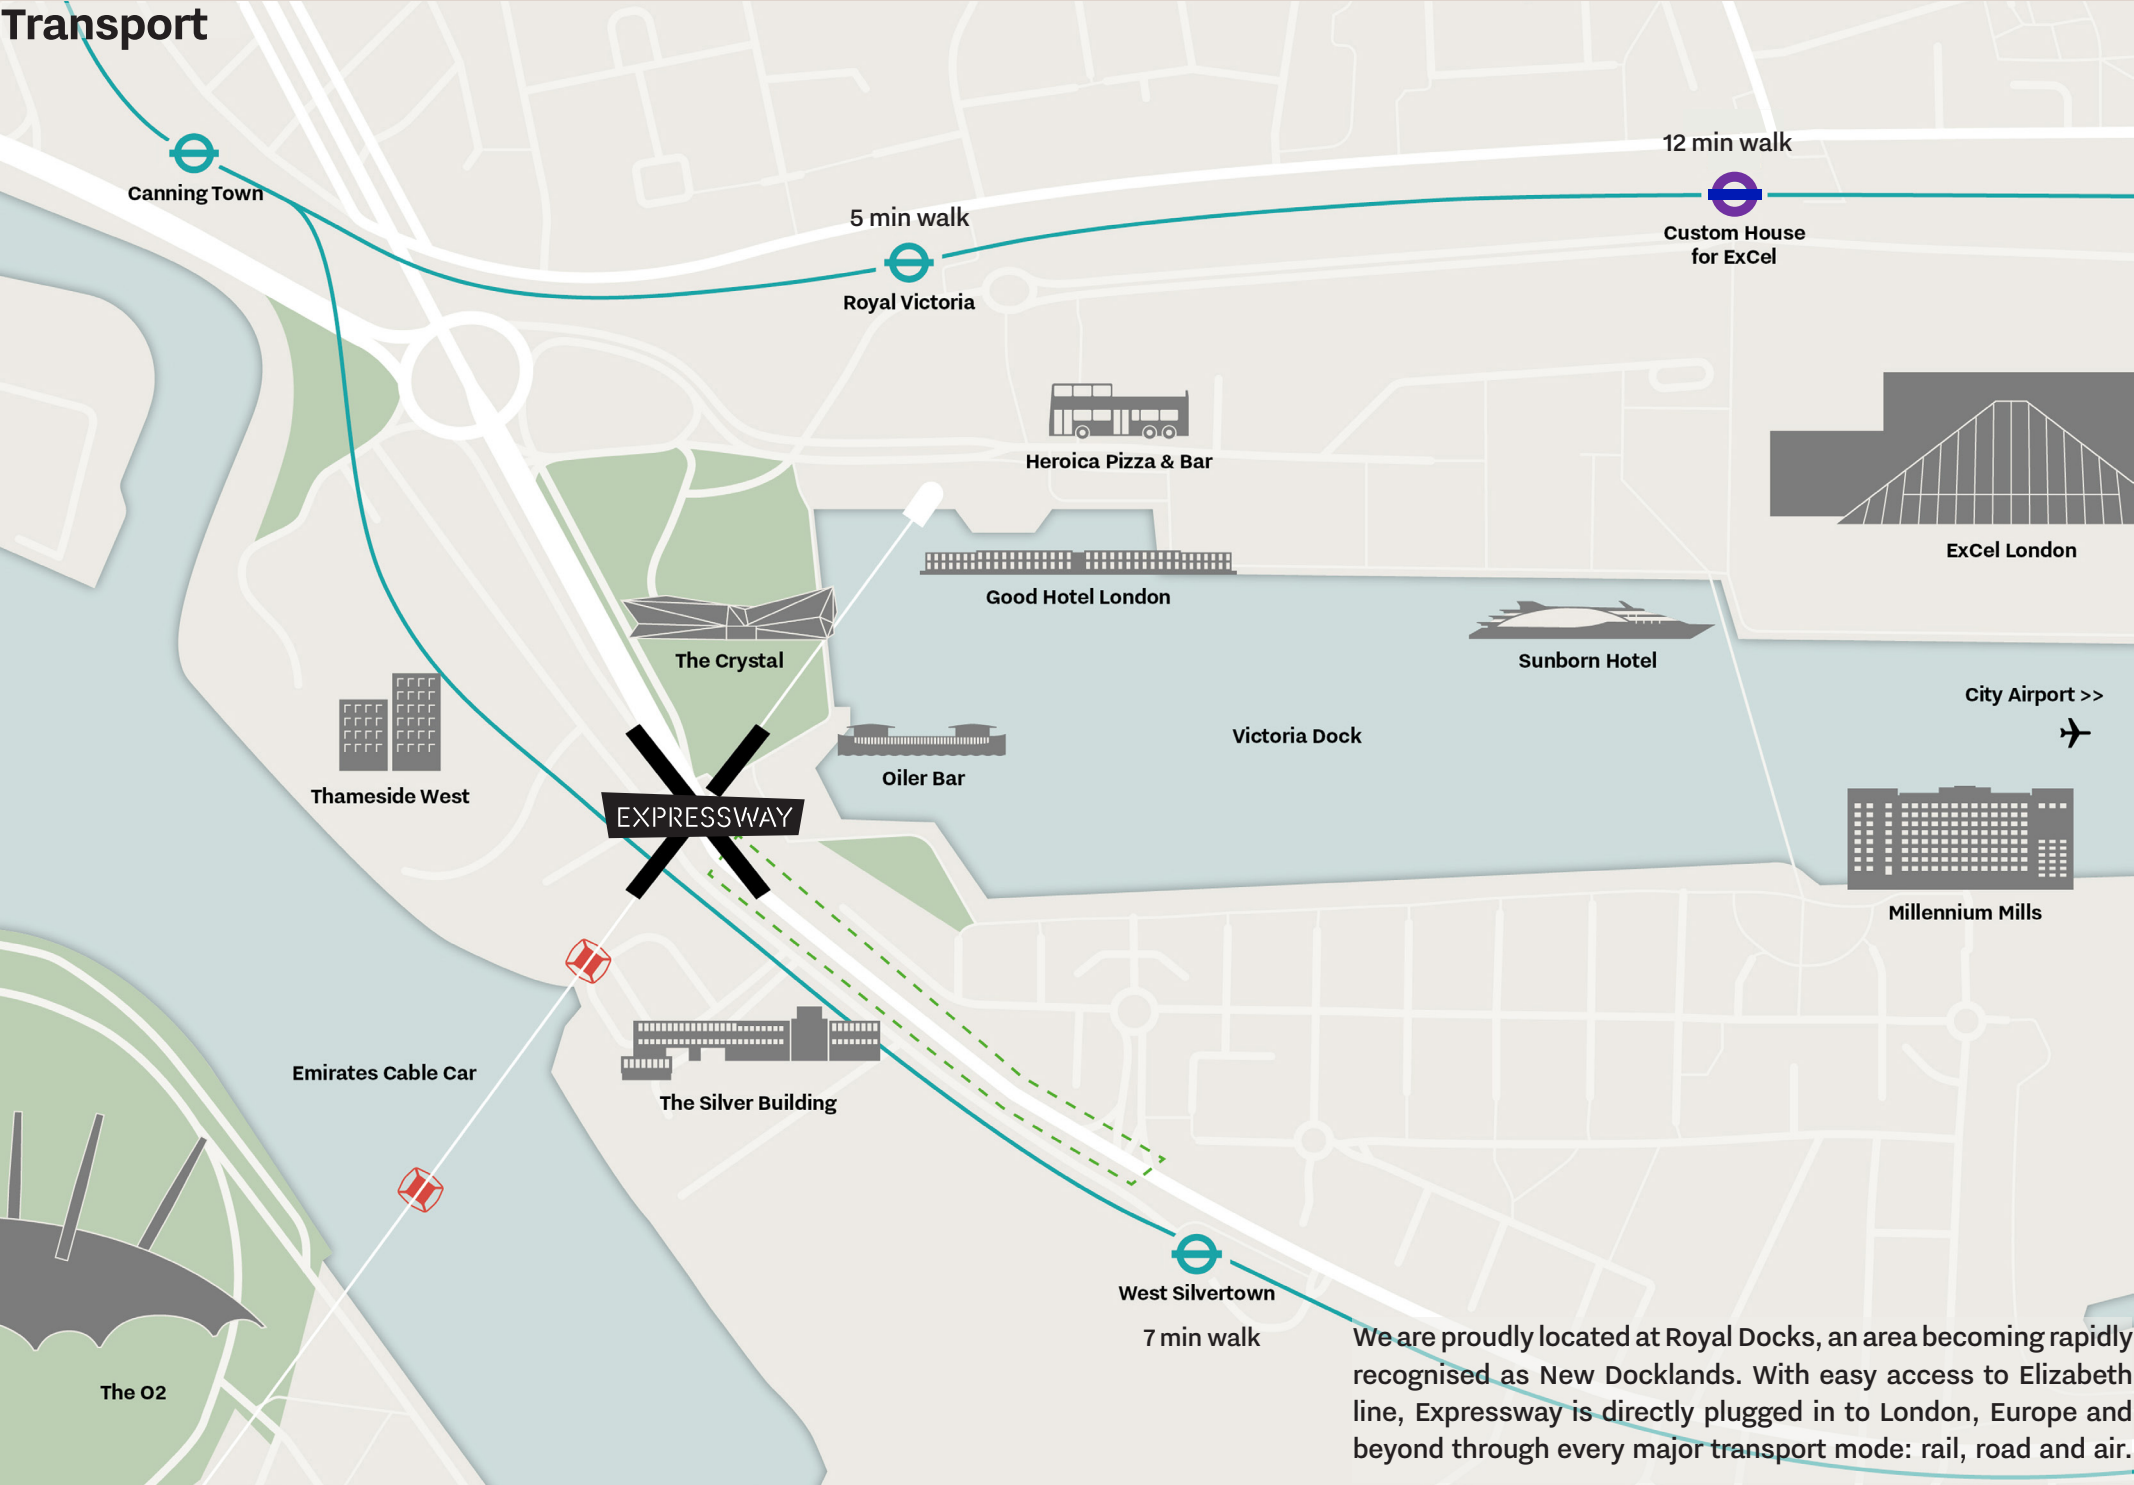 Transport
12 min walk
Canning Town
5 min walk
Custom House
for ExCel
Royal Victoria
Heroica Pizza & Bar
ExCel London
Good Hotel London
The Crystal
Sunborn Hotel
City Airport >>
Victoria Dock
Oiler Bar
Thameside West
EXPRESSWAY
Millennium Mills
Emirates Cable Car
The Silver Building
West Silvertown
7 min walk
The O2
We are proudly located at Royal Docks, an area becoming rapidly
recognised as New Docklands. With easy access to Elizabeth
line, Expressway is directly plugged in to London, Europe and
beyond through every major transport mode: rail, road and air.